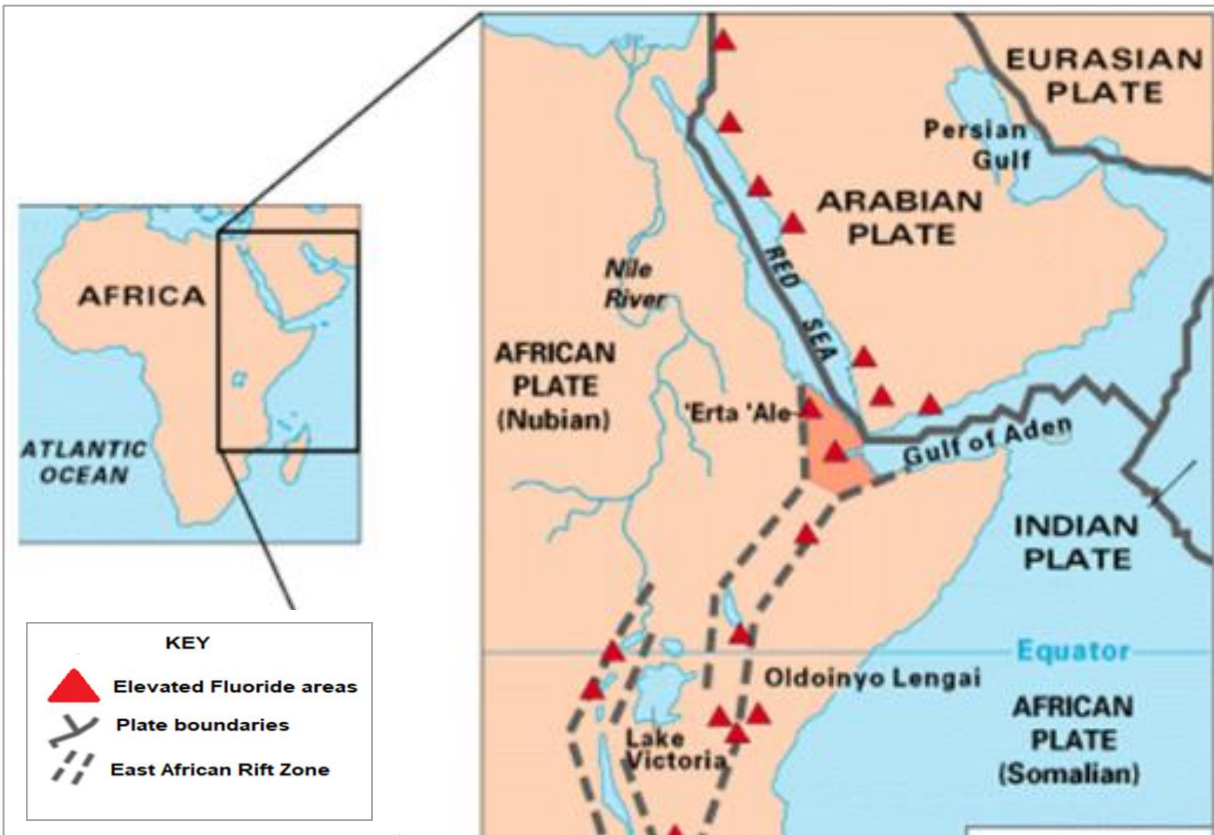 AFRICA
ATLANTIC
OCEAN
KEY
Elevated Fluoride areas
Plate boundaries
East African Rift Zone
EURASIAN
PLATE
Persian
Gulf
ARABIAN
PLATE
RED
SEA
Nile
River
AFRICAN
PLATE
(Nubian)
'Erta 'Ale
Gulf of Aden
INDIAN
PLATE
Equator
Oldoinyo Lengai
AFRICAN
PLATE
(Somalian)
Lake
Victoria